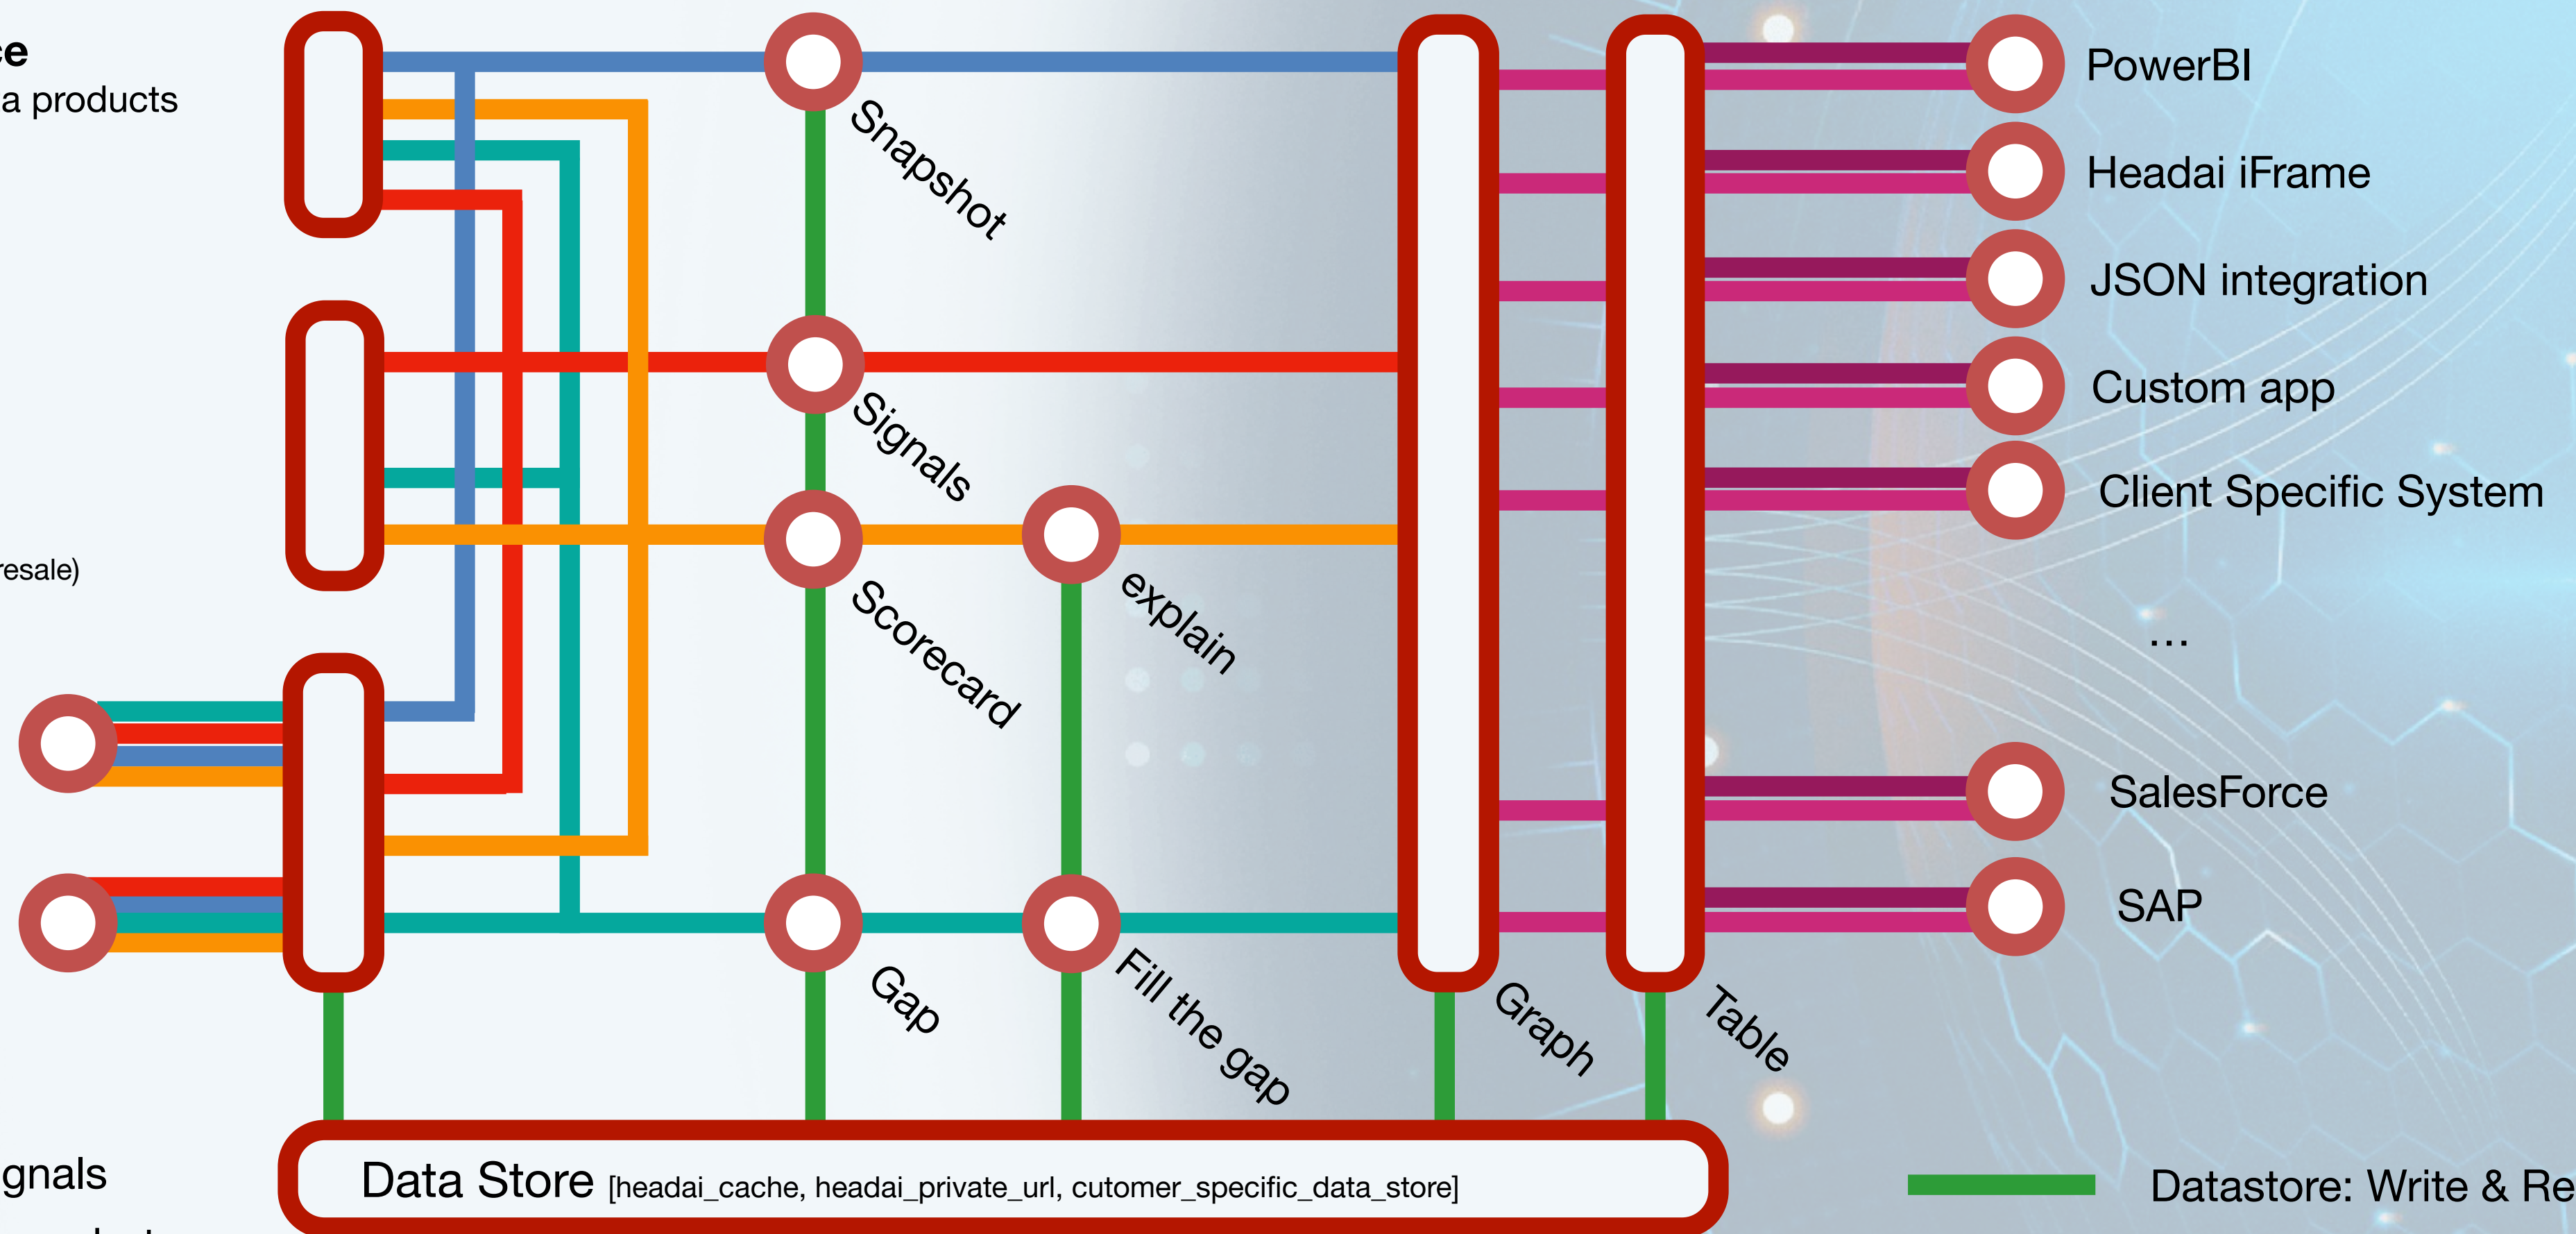 ce
a products
resale)
gnals
Snapshot
Signals
Scorecard
explain
Gap
Fill the gap
Graph
Table
PowerBI
Headai iFrame
JSON integration
Custom app
Client Specific System
...
SalesForce
SAP
Data Store [headai_cache, headai_private_url, cutomer_specific_data_store]
Datastore: Write & Re